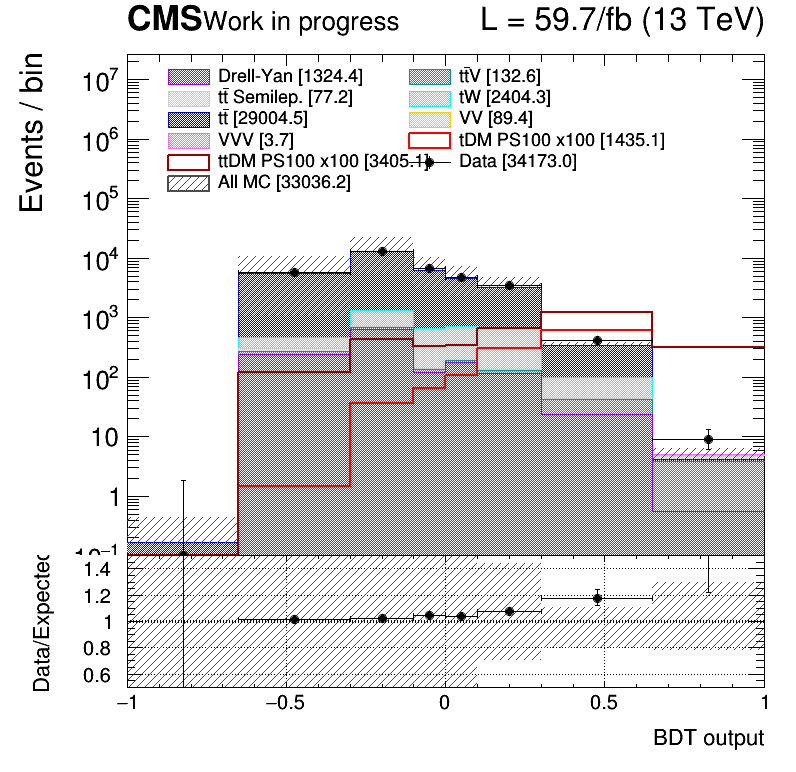 CMS Work in progress L = 59.7/fb (13 TeV)
Events / bin
Drell-Yan [1324.4] tt̄V [132.6]
tt̄ Semilep. [77.2] tW [2404.3]
tt̄ [29004.5] VV [89.4]
VVV [3.7] tDM PS100 x100 [1435.1]
ttDM PS100 x100 [3405.1] Data [34173.0]
All MC [33036.2]
10⁷
10⁶
10⁵
10⁴
10³
10²
10
1
10⁻¹
Data/Expected
1.4
1.2
1
0.8
0.6
−1 −0.5 0 0.5 1
BDT output